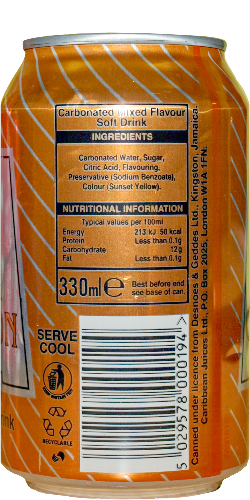 Carbonated Mixed Flavour
Soft Drink
INGREDIENTS
Carbonated Water, Sugar,
Citric Acid, Flavouring,
Preservative (Sodium Benzoate),
Colour (Sunset Yellow).
NUTRITIONAL INFORMATION
Typical values per 100ml
Energy 213 kJ 50 kcal
Protein Less than 0.1g
Carbohydrate 12g
Fat Less than 0.1g
330ml e Best before end
see base of can.
SERVE
COOL
RECYCLABLE
5 029578 000194 >
Canned under licence from Desnoes & Geddes Ltd., Kingston, Jamaica.
Caribbean Juices Ltd., P.O. Box 2025, London W1A 1FN.
N
nk